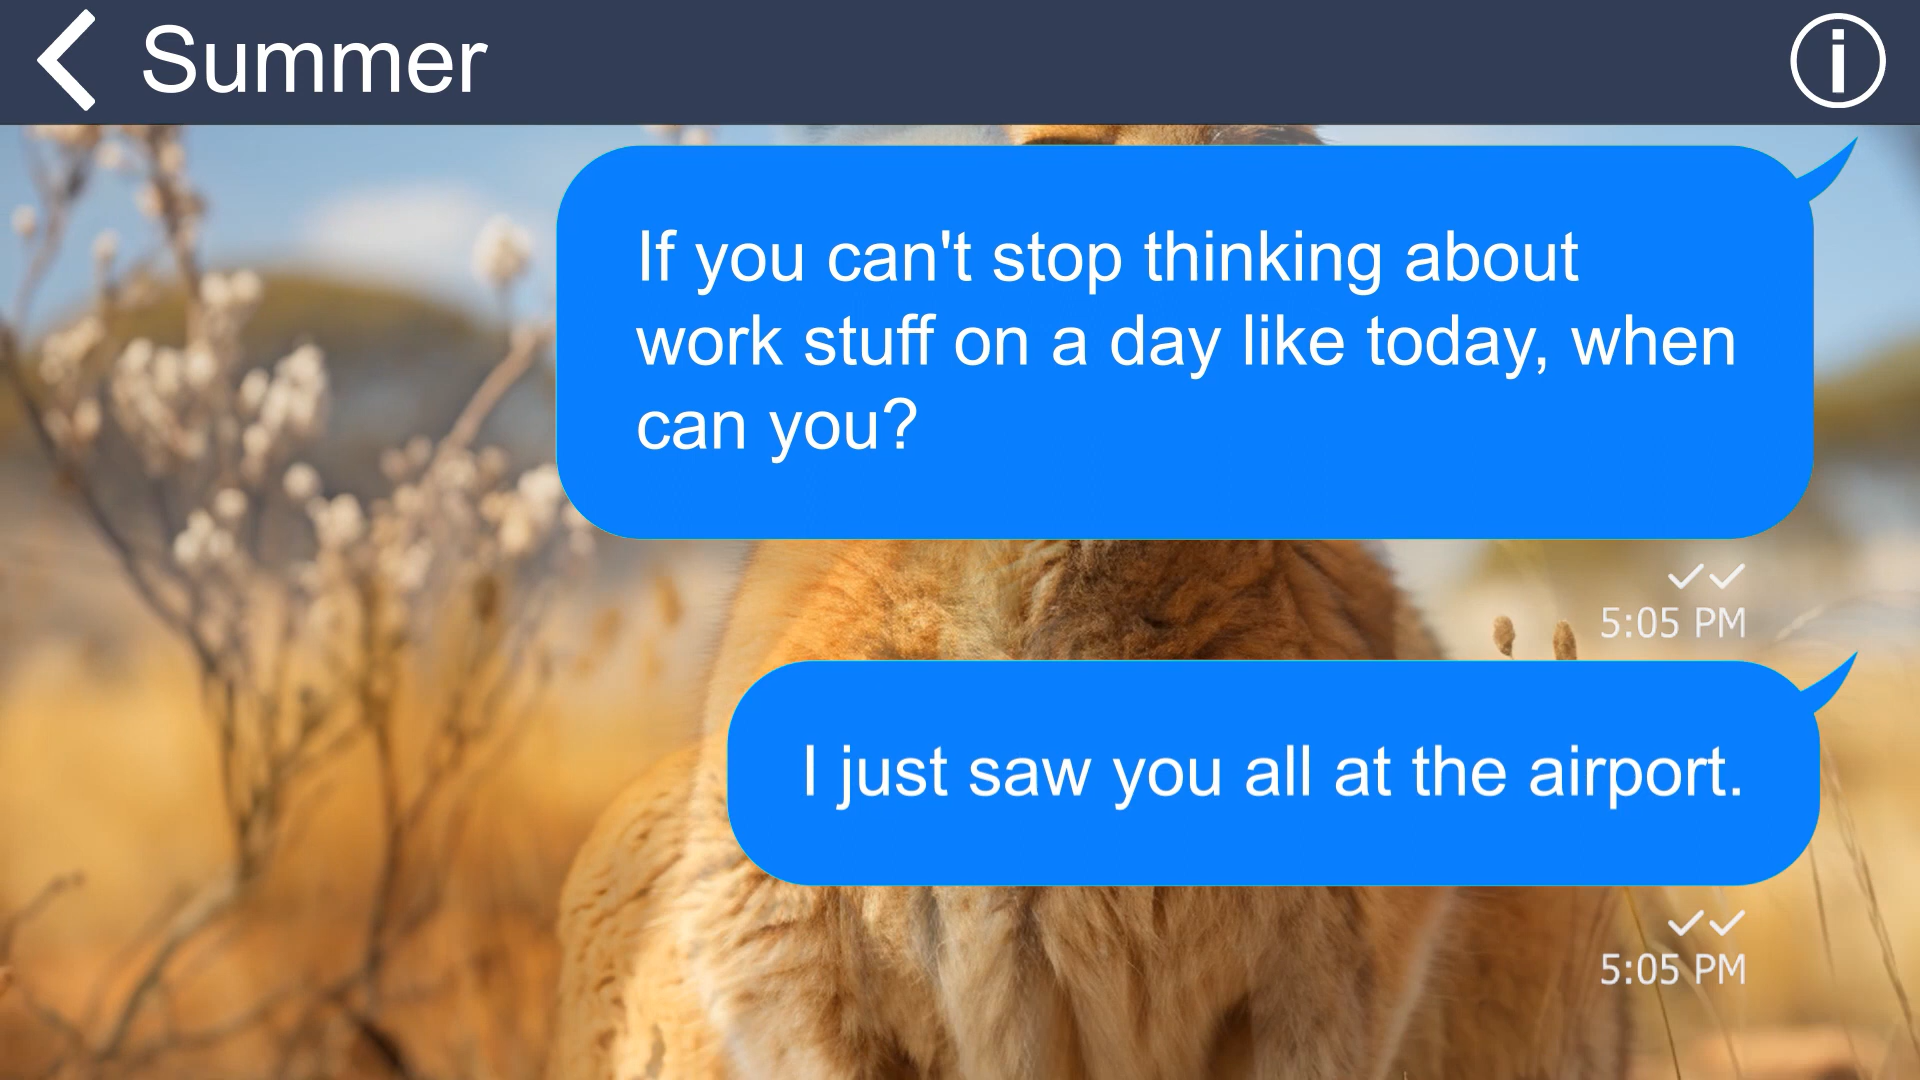 Summer
If you can't stop thinking about
work stuff on a day like today, when
can you?
5:05 PM
I just saw you all at the airport.
5:05 PM